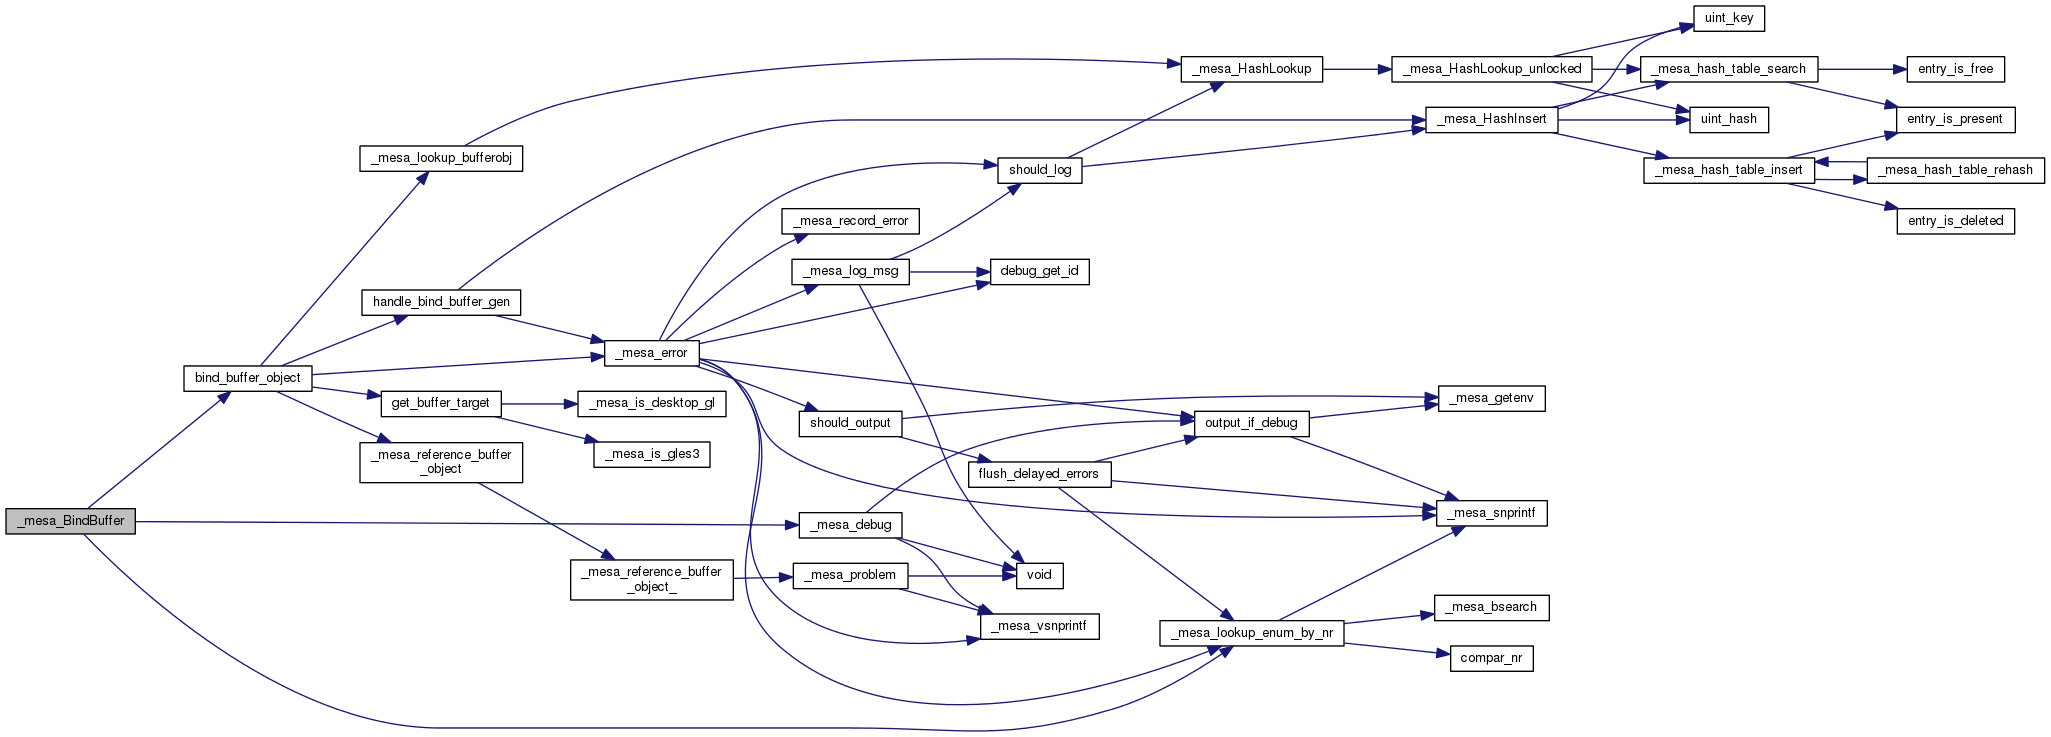 uint_key
_mesa_HashLookup
_mesa_HashLookup_unlocked
_mesa_hash_table_search
entry_is_free
_mesa_HashInsert
uint_hash
entry_is_present
_mesa_lookup_bufferobj
should_log
_mesa_hash_table_insert
_mesa_hash_table_rehash
_mesa_record_error
entry_is_deleted
_mesa_log_msg
debug_get_id
handle_bind_buffer_gen
_mesa_error
bind_buffer_object
get_buffer_target
_mesa_is_desktop_gl
_mesa_getenv
should_output
output_if_debug
_mesa_is_gles3
_mesa_reference_buffer
_object
flush_delayed_errors
_mesa_BindBuffer
_mesa_debug
_mesa_snprintf
_mesa_reference_buffer
_object_
_mesa_problem
void
_mesa_bsearch
_mesa_vsnprintf
_mesa_lookup_enum_by_nr
compar_nr